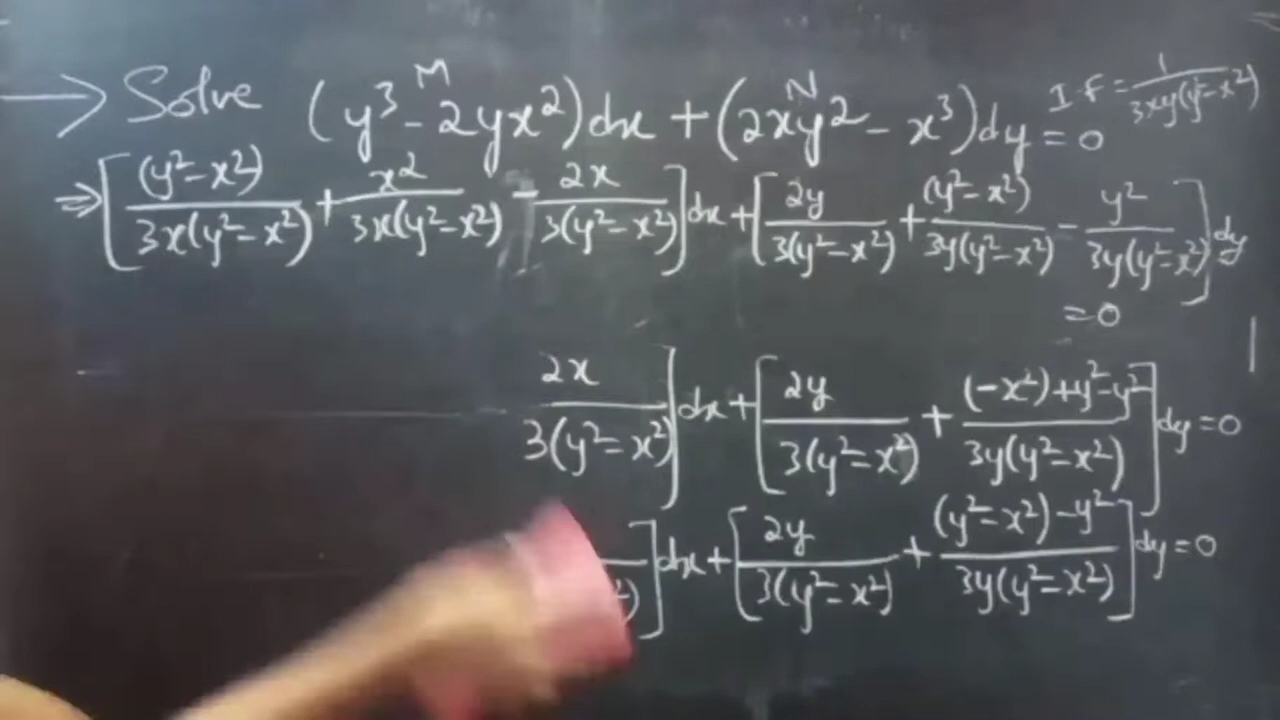 → Solve (y³ - 2yx²)dx + (2xy² - x³)dy = 0
M N
I.F = 1/(3xy(y² - x²))
⇒ [(y² - x²)/(3x(y² - x²)) + x²/(3x(y² - x²)) - 2x/(3(y² - x²))]dx + [2y/(3(y² - x²)) + (y² - x²)/(3y(y² - x²)) - y²/(3y(y² - x²))]dy
= 0
2x/(3(y² - x²))]dx + [2y/(3(y² - x²)) + ((-x²) + y² - y²)/(3y(y² - x²))]dy = 0
]dx + [2y/(3(y² - x²)) + ((y² - x²) - y²)/(3y(y² - x²))]dy = 0